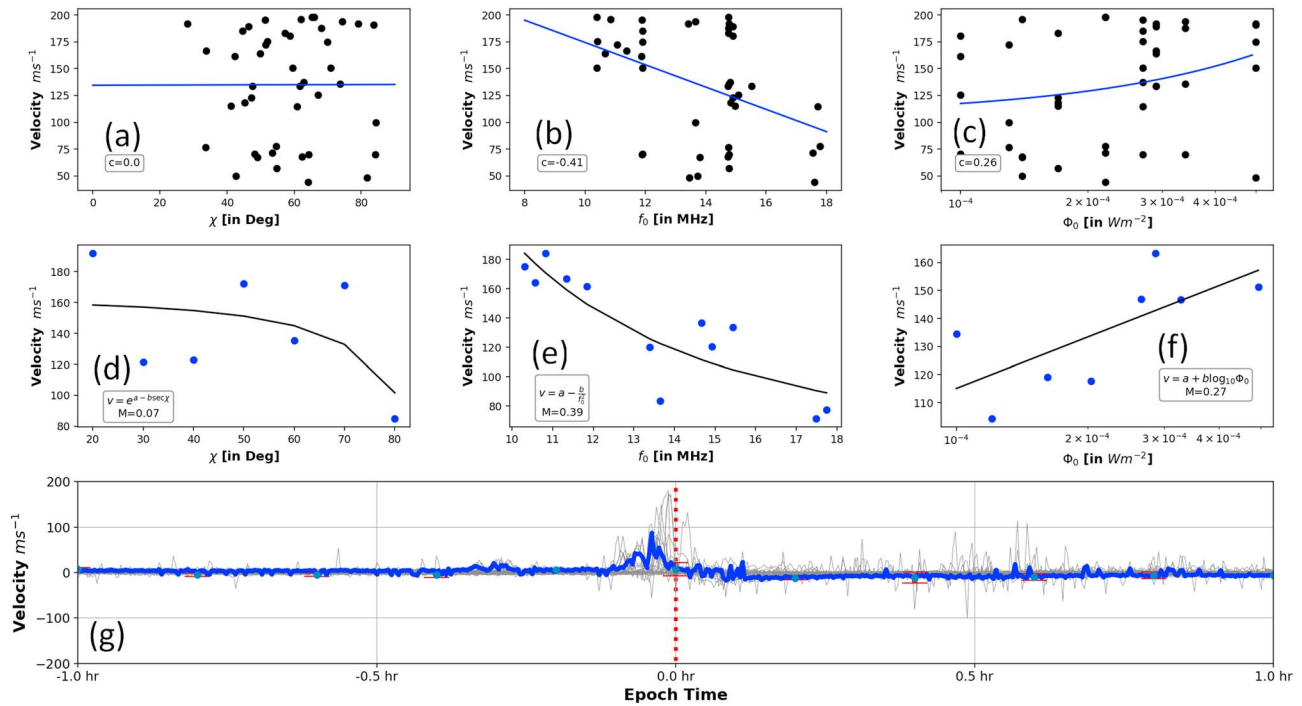 200
175
150
125
100
75
50
Velocity ms⁻¹
(a)
c=0.0
0 20 40 60 80
χ [in Deg]
200
175
150
125
100
75
50
Velocity ms⁻¹
(b)
c=-0.41
8 10 12 14 16 18
f₀ [in MHz]
200
175
150
125
100
75
50
Velocity ms⁻¹
(c)
c=0.26
10⁻⁴ 2 × 10⁻⁴ 3 × 10⁻⁴ 4 × 10⁻⁴
Φ₀ [in Wm⁻²]
180
160
140
120
100
80
Velocity ms⁻¹
(d)
v = e^{a − bsecχ}
M=0.07
20 30 40 50 60 70 80
χ [in Deg]
180
160
140
120
100
80
Velocity ms⁻¹
(e)
v = a − b/f₀²
M=0.39
10 11 12 13 14 15 16 17 18
f₀ [in MHz]
160
150
140
130
120
110
Velocity ms⁻¹
(f)
v = a + blog₁₀Φ₀
M=0.27
10⁻⁴ 2 × 10⁻⁴ 3 × 10⁻⁴ 4 × 10⁻⁴
Φ₀ [in Wm⁻²]
200
100
0
−100
−200
Velocity ms⁻¹
(g)
-1.0 hr -0.5 hr 0.0 hr 0.5 hr 1.0 hr
Epoch Time